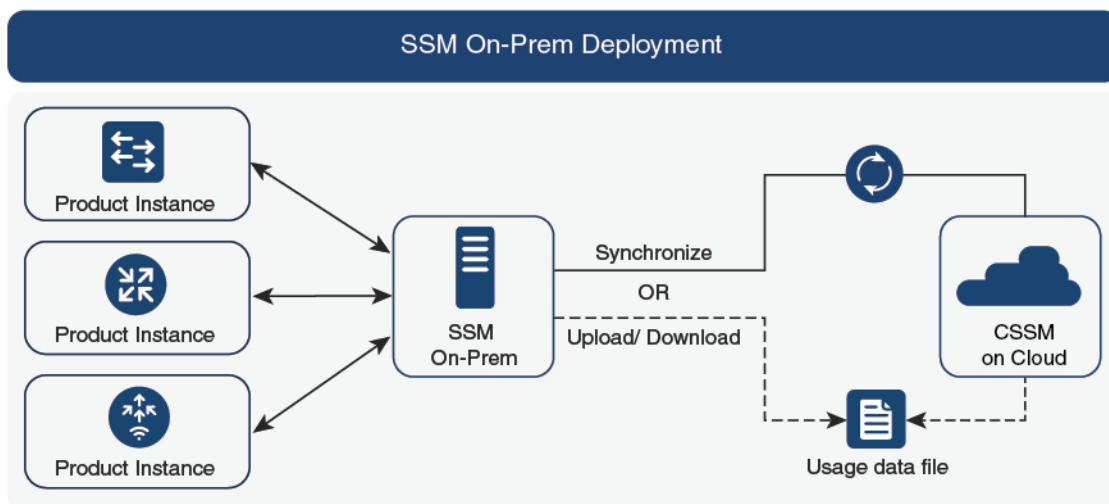 SSM On-Prem Deployment
Product Instance
Product Instance
Product Instance
SSM
On-Prem
Synchronize
OR
Upload/ Download
CSSM
on Cloud
Usage data file